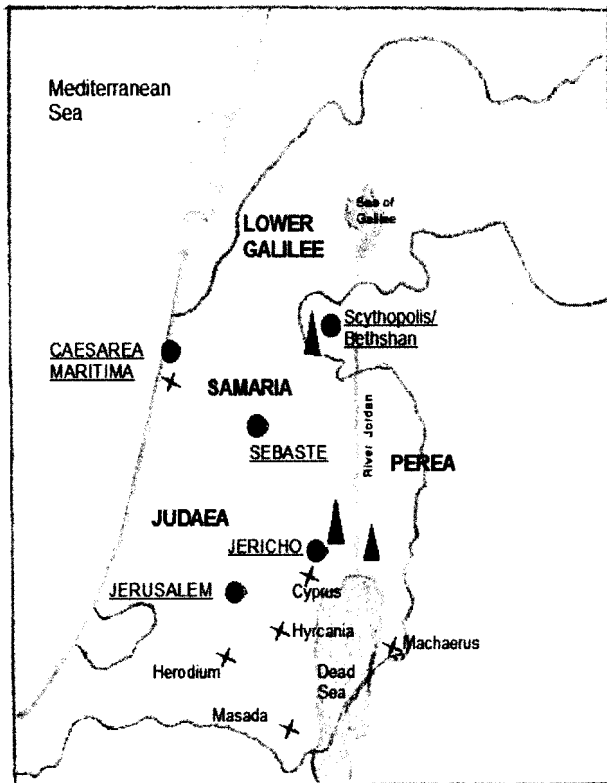 Mediterranean
Sea
Sea of
Galilee
LOWER
GALILEE
Scythopolis/
Bethshan
CAESAREA
MARITIMA
SAMARIA
SEBASTE
River Jordan
PEREA
JUDAEA
JERICHO
JERUSALEM
Cyprus
Hyrcania
Machaerus
Herodium
Dead
Sea
Masada